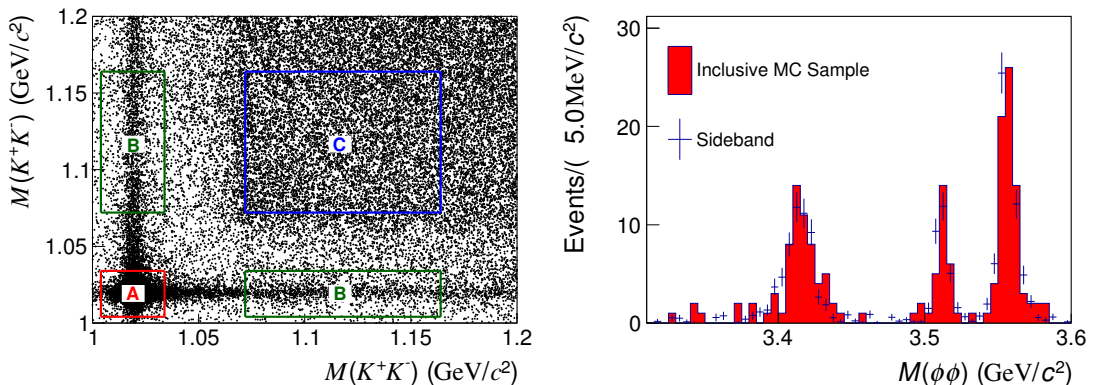 M(K⁺K⁻) (GeV/c²)
1.2
1.15
1.1
1.05
1
B
C
A
B
1 1.05 1.1 1.15 1.2
M(K⁺K⁻) (GeV/c²)
Events/( 5.0MeV/c²)
30
20
10
0
Inclusive MC Sample
Sideband
3.4 3.5 3.6
M(ϕϕ) (GeV/c²)